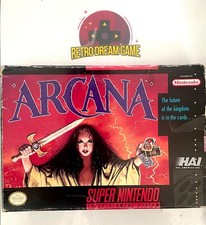 RETRO DREAM GAME
Nintendo
ARCANA
The future
of the kingdom
is in the cards
HAL
SUPER NINTENDO